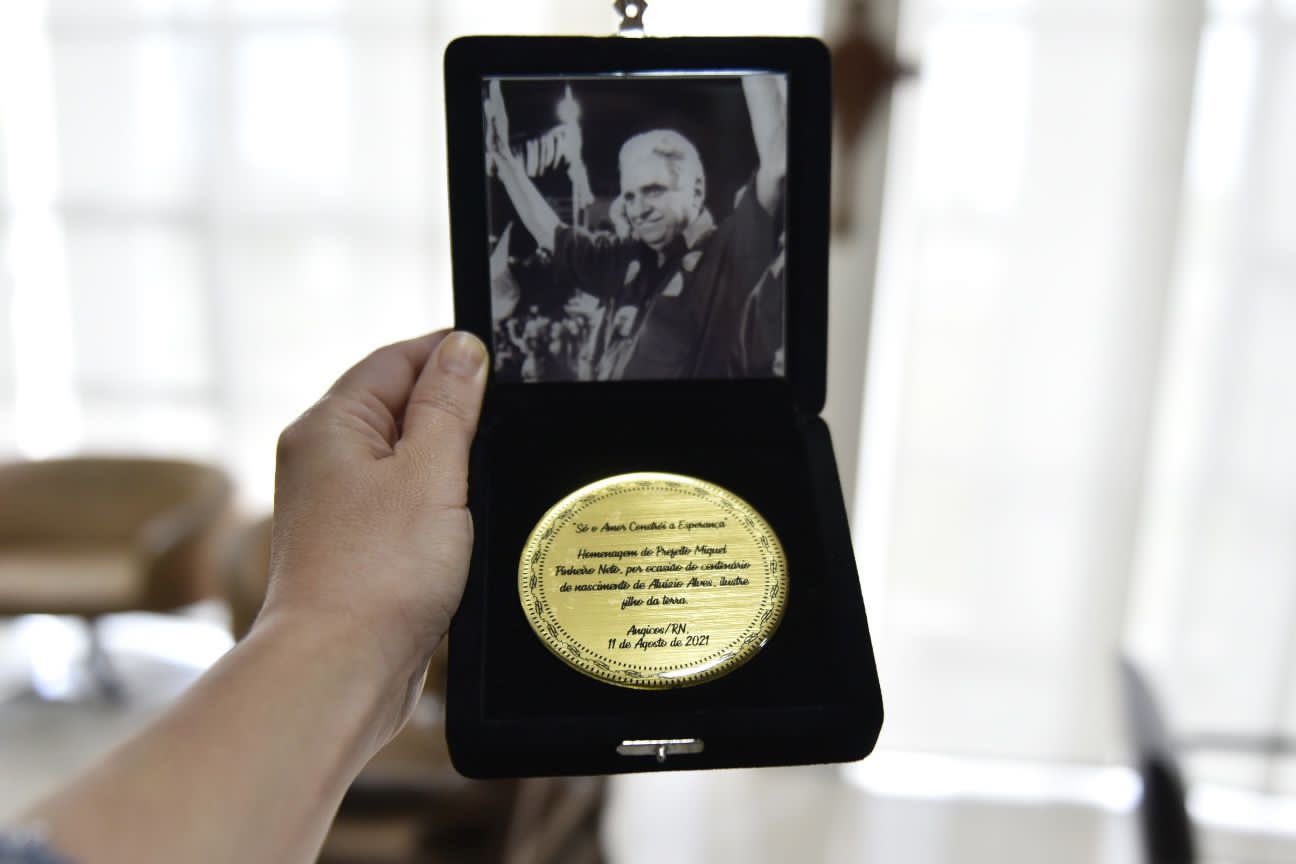 "Só o Amor Constrói a Esperança"
Homenagem do Prefeito Miguel
Pinheiro Neto, por ocasião do centinário
de nascimento de Aluízio Alves, ilustre
filho da terra.
Angicos/RN,
11 de Agosto de 2021